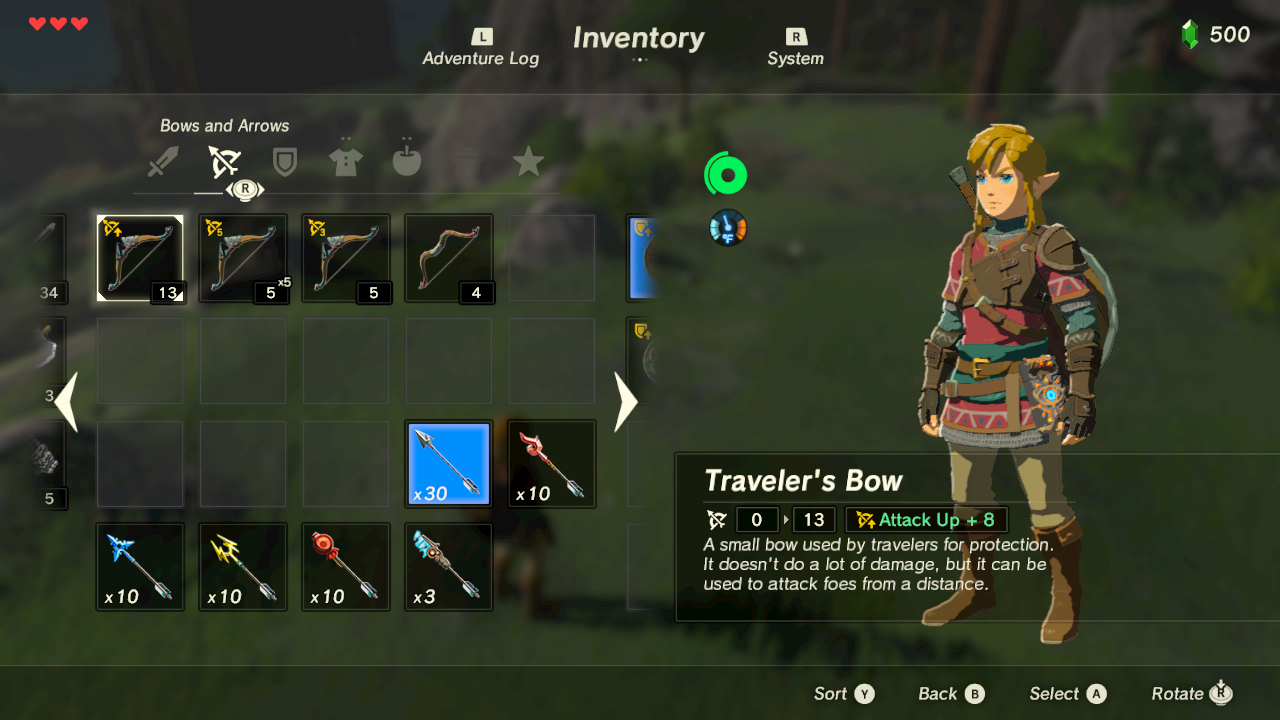 L
Inventory
R
500
Adventure Log
System
Bows and Arrows
R
°F
5
3
34
13
5
x5
5
4
3
5
x30
x10
x10
x10
x10
x3
Traveler's Bow
0
13
Attack Up + 8
A small bow used by travelers for protection.
It doesn't do a lot of damage, but it can be
used to attack foes from a distance.
Sort Y
Back B
Select A
Rotate R